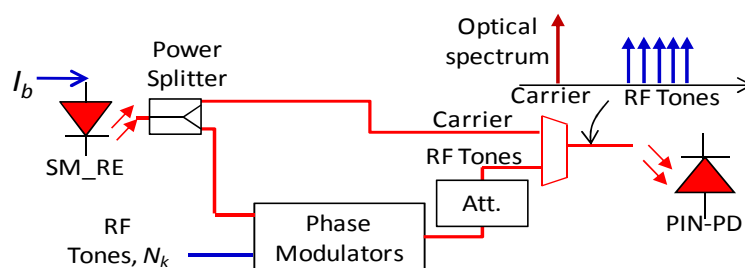 Optical
spectrum
Power
Splitter
I_b
Carrier
RF Tones
Carrier
SM_RE
RF Tones
Att.
PIN-PD
Phase
Modulators
RF
Tones, N_k